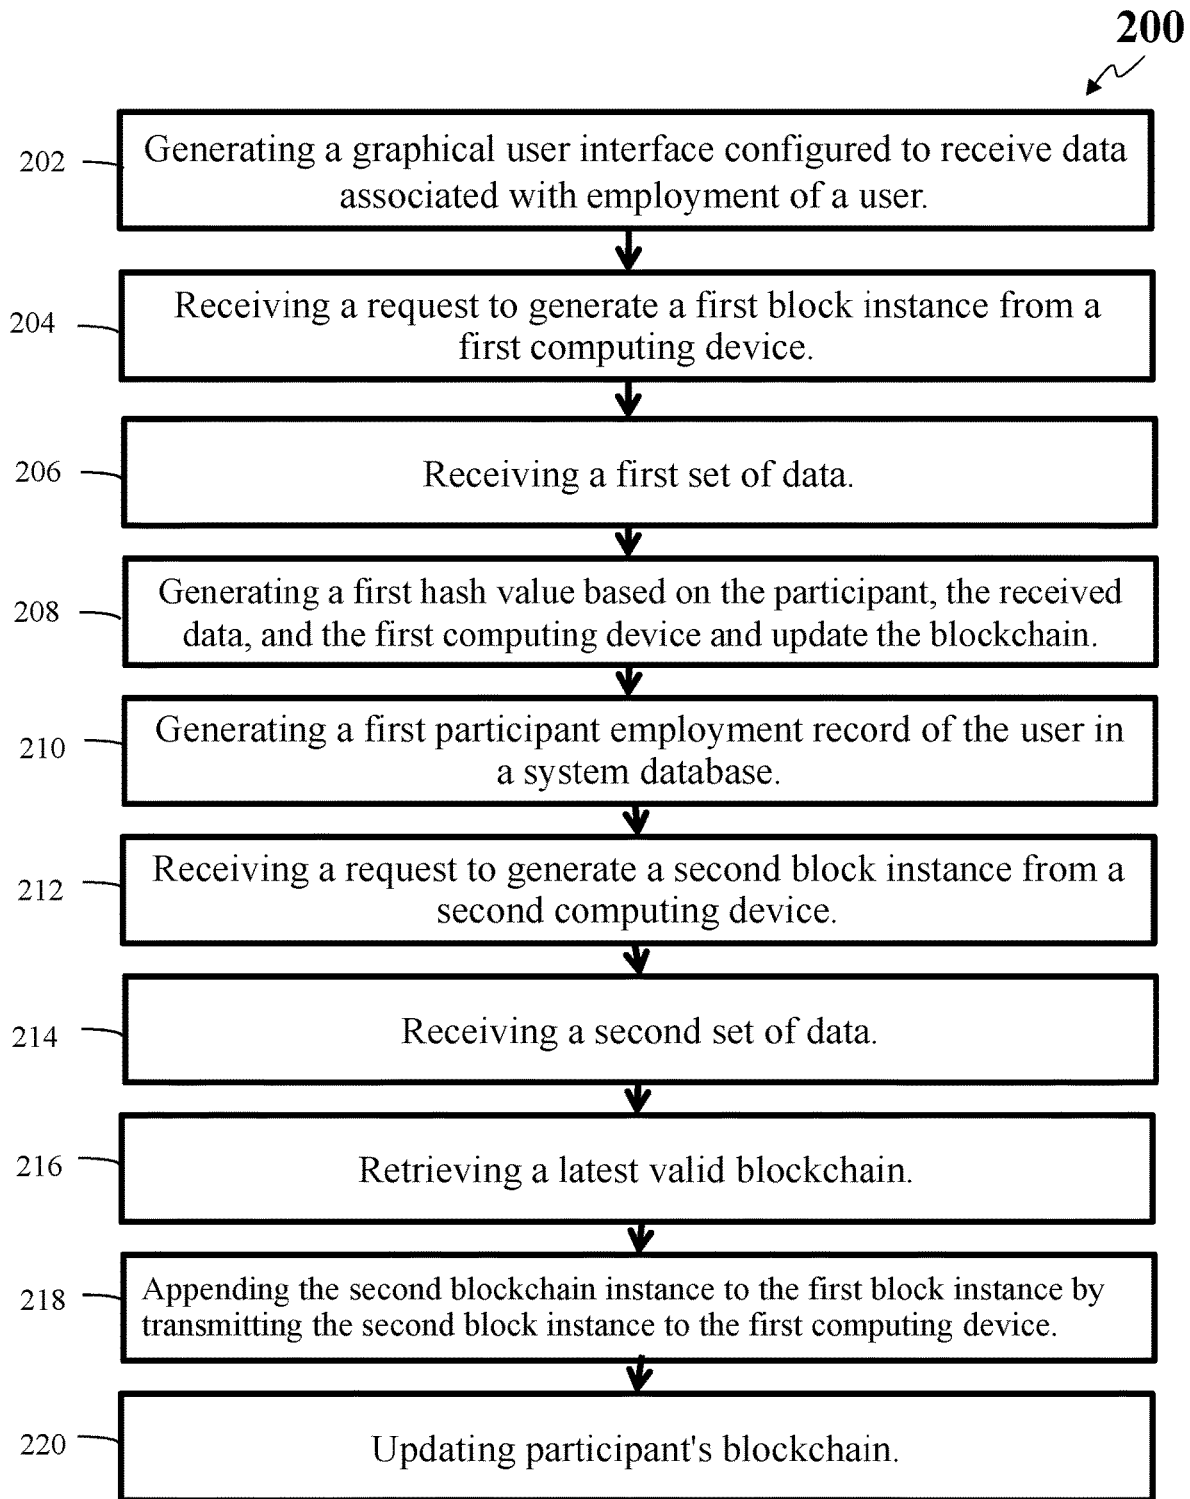 200
202
Generating a graphical user interface configured to receive data
associated with employment of a user.
204
Receiving a request to generate a first block instance from a
first computing device.
206
Receiving a first set of data.
208
Generating a first hash value based on the participant, the received
data, and the first computing device and update the blockchain.
210
Generating a first participant employment record of the user in
a system database.
212
Receiving a request to generate a second block instance from a
second computing device.
214
Receiving a second set of data.
216
Retrieving a latest valid blockchain.
218
Appending the second blockchain instance to the first block instance by
transmitting the second block instance to the first computing device.
220
Updating participant's blockchain.